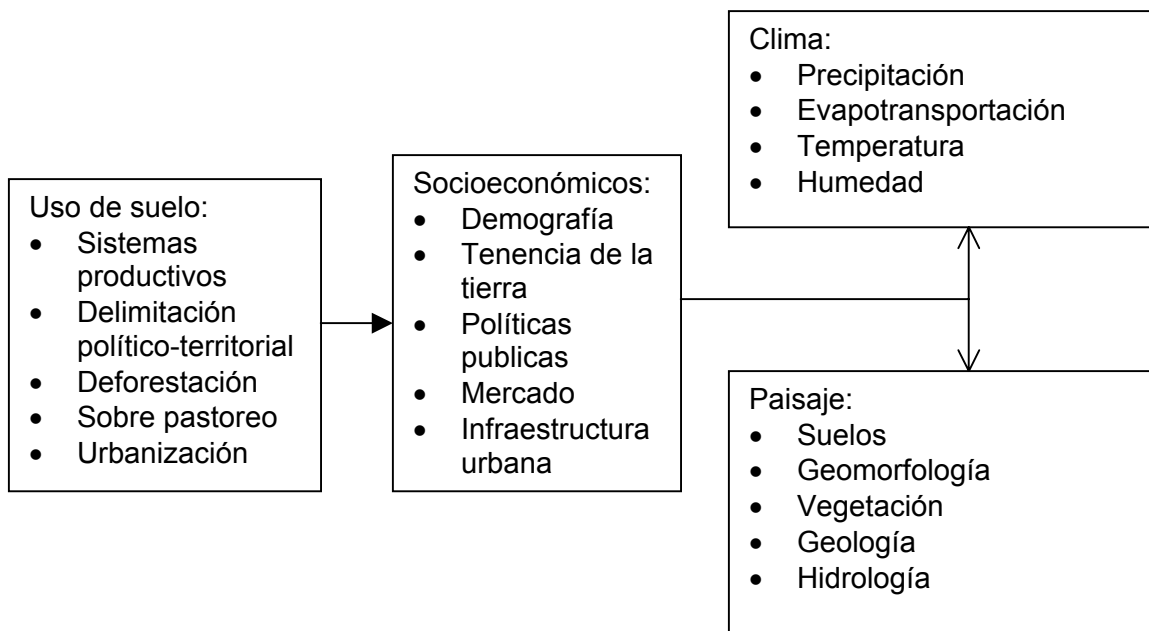 Uso de suelo:
• Sistemas
productivos
• Delimitación
político-territorial
• Deforestación
• Sobre pastoreo
• Urbanización
Socioeconómicos:
• Demografía
• Tenencia de la
tierra
• Políticas
publicas
• Mercado
• Infraestructura
urbana
Clima:
• Precipitación
• Evapotransportación
• Temperatura
• Humedad
Paisaje:
• Suelos
• Geomorfología
• Vegetación
• Geología
• Hidrología